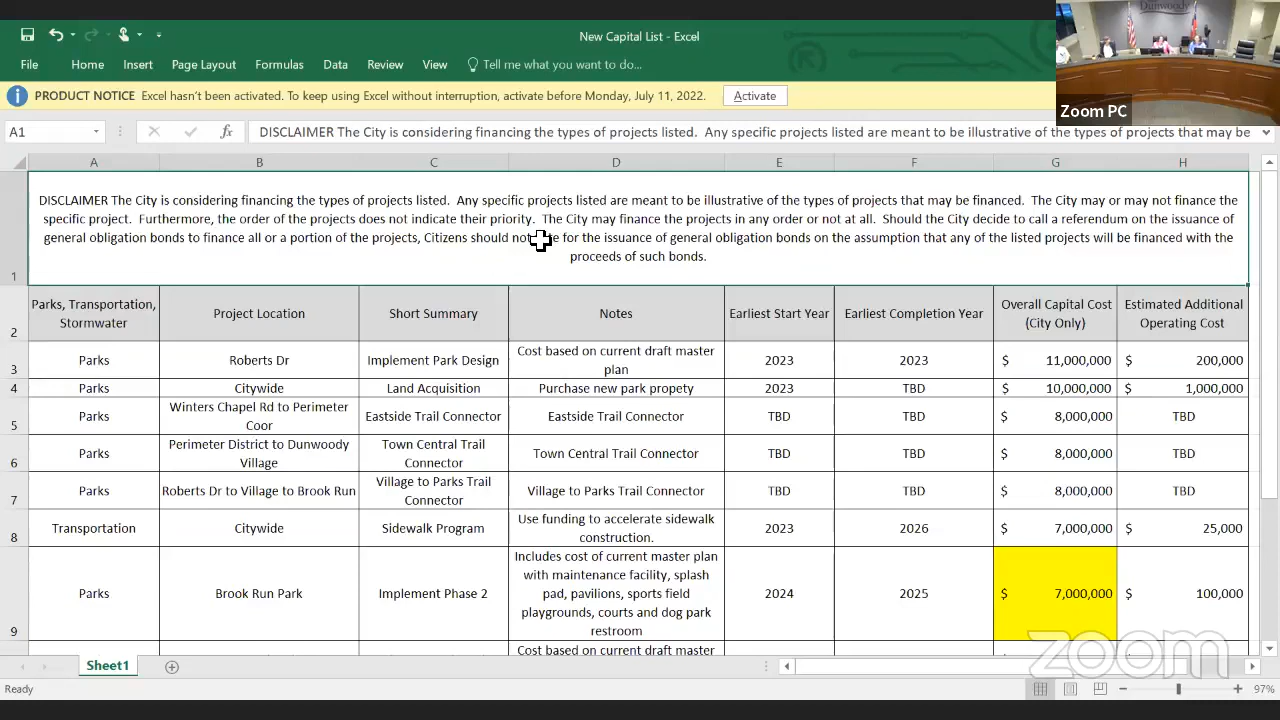 Dunwoody
New Capital List - Excel
File Home Insert Page Layout Formulas Data Review View Tell me what you want to do...
PRODUCT NOTICE Excel hasn't been activated. To keep using Excel without interruption, activate before Monday, July 11, 2022. Activate
Zoom PC
A1 fx DISCLAIMER The City is considering financing the types of projects listed. Any specific projects listed are meant to be illustrative of the types of projects that may be
A B C D E F G H
DISCLAIMER The City is considering financing the types of projects listed. Any specific projects listed are meant to be illustrative of the types of projects that may be financed. The City may or may not finance the
specific project. Furthermore, the order of the projects does not indicate their priority. The City may finance the projects in any order or not at all. Should the City decide to call a referendum on the issuance of
general obligation bonds to finance all or a portion of the projects, Citizens should not for the issuance of general obligation bonds on the assumption that any of the listed projects will be financed with the
proceeds of such bonds.
1
2 Parks, Transportation, Stormwater Project Location Short Summary Notes Earliest Start Year Earliest Completion Year Overall Capital Cost (City Only) Estimated Additional Operating Cost
3 Parks Roberts Dr Implement Park Design Cost based on current draft master plan 2023 2023 $ 11,000,000 $ 200,000
4 Parks Citywide Land Acquisition Purchase new park propety 2023 TBD $ 10,000,000 $ 1,000,000
5 Parks Winters Chapel Rd to Perimeter Coor Eastside Trail Connector Eastside Trail Connector TBD TBD $ 8,000,000 TBD
6 Parks Perimeter District to Dunwoody Village Town Central Trail Connector Town Central Trail Connector TBD TBD $ 8,000,000 TBD
7 Parks Roberts Dr to Village to Brook Run Village to Parks Trail Connector Village to Parks Trail Connector TBD TBD $ 8,000,000 TBD
8 Transportation Citywide Sidewalk Program Use funding to accelerate sidewalk construction. 2023 2026 $ 7,000,000 $ 25,000
9 Parks Brook Run Park Implement Phase 2 Includes cost of current master plan with maintenance facility, splash pad, pavilions, sports field playgrounds, courts and dog park restroom 2024 2025 $ 7,000,000 $ 100,000
Cost based on current draft master
zoom
Sheet1
Ready 97%